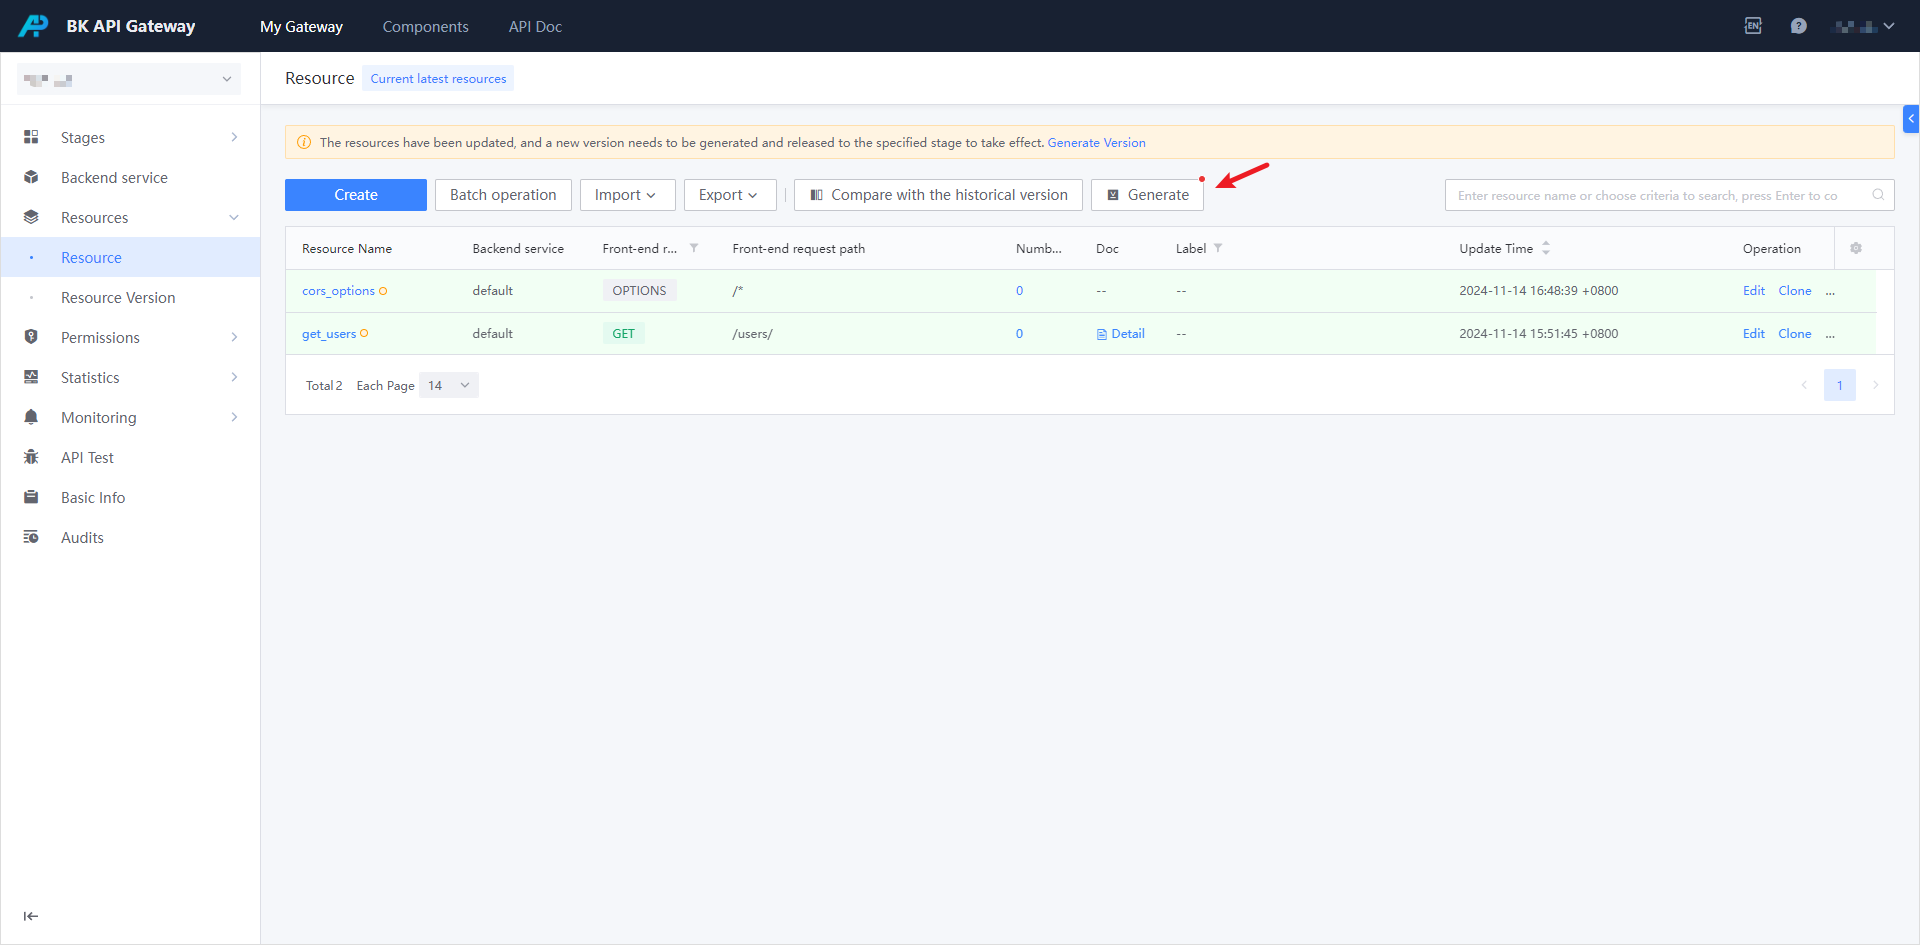 BK API Gateway My Gateway Components API Doc EN ?
Resource Current latest resources
Stages
Backend service
Resources
Resource
Resource Version
Permissions
Statistics
Monitoring
API Test
Basic Info
Audits
The resources have been updated, and a new version needs to be generated and released to the specified stage to take effect. Generate Version
Create Batch operation Import Export Compare with the historical version Generate Enter resource name or choose criteria to search, press Enter to co
Resource Name Backend service Front-end r... Front-end request path Numb... Doc Label Update Time Operation
cors_options default OPTIONS /* 0 -- -- 2024-11-14 16:48:39 +0800 Edit Clone ...
get_users default GET /users/ 0 Detail -- 2024-11-14 15:51:45 +0800 Edit Clone ...
Total 2 Each Page 14 1